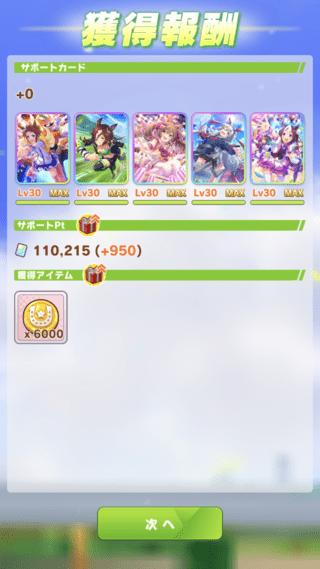 獲得報酬
サポートカード
+0
Lv30 MAX Lv30 MAX Lv30 MAX Lv30 MAX Lv30 MAX
サポートPt
110,215 (+950)
獲得アイテム
x6000
次へ